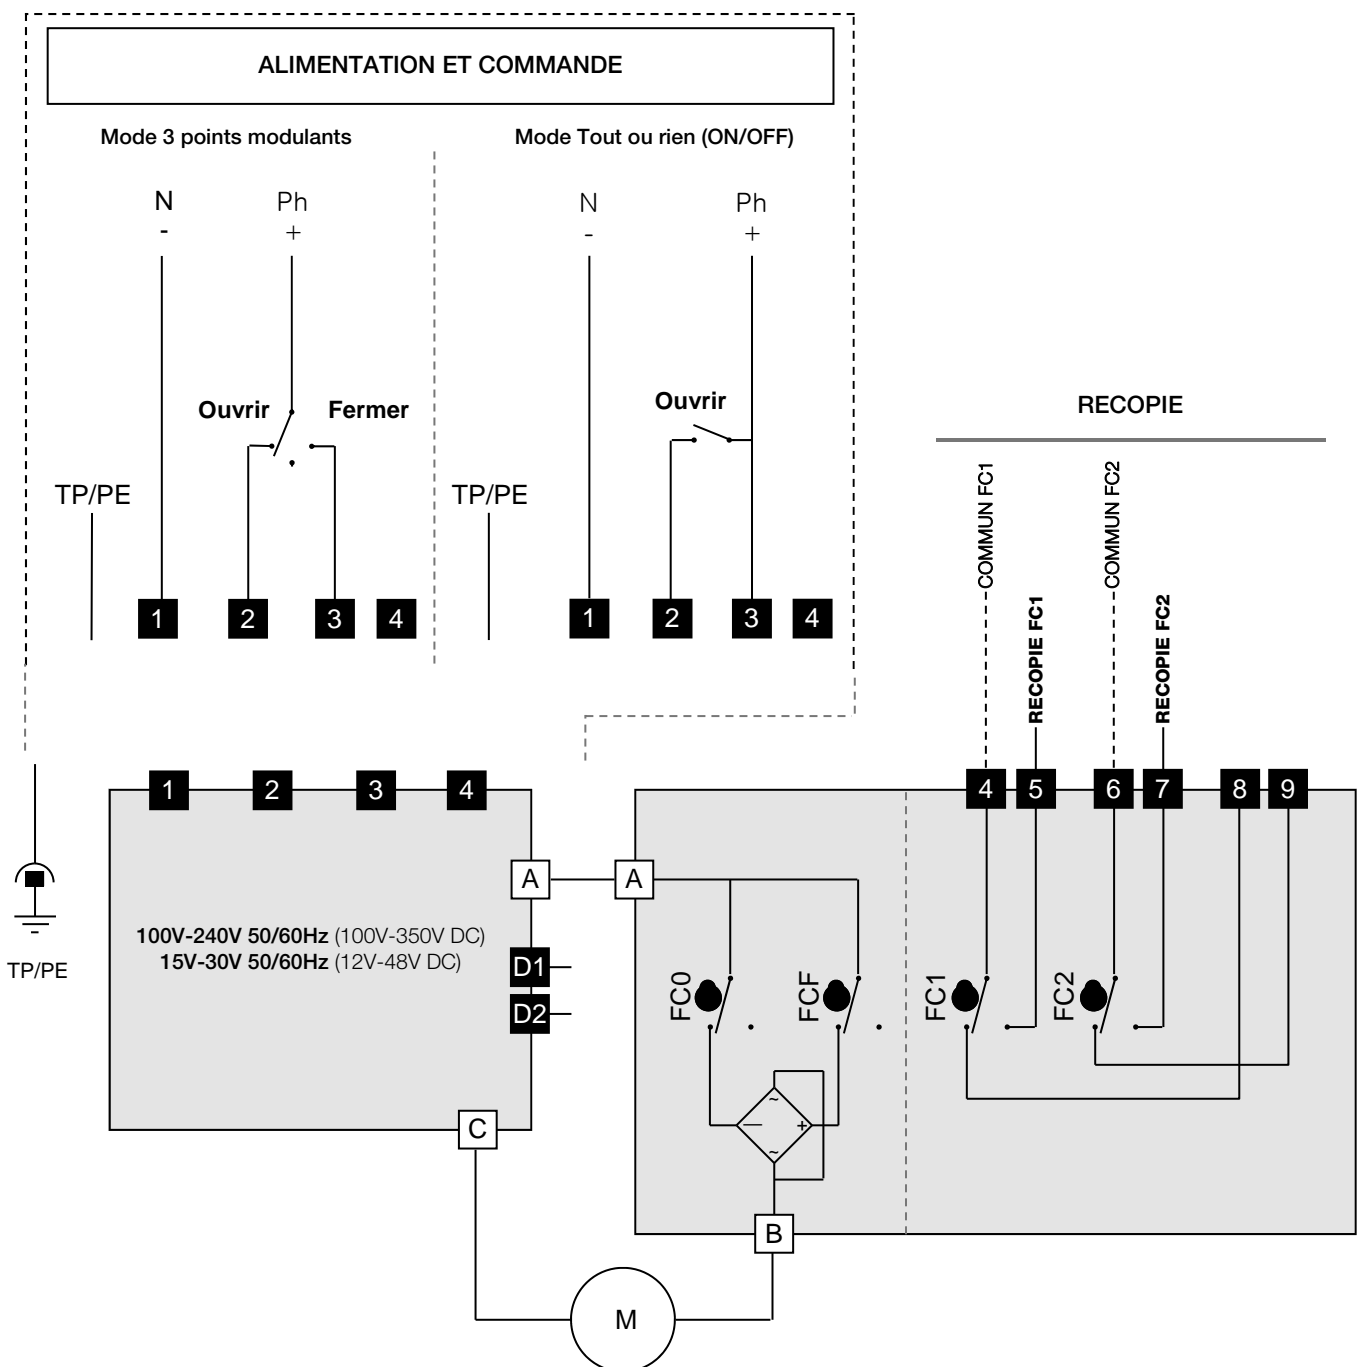 ALIMENTATION ET COMMANDE
Mode 3 points modulants
Mode Tout ou rien (ON/OFF)
N
Ph
N
Ph
-
+
-
+
Ouvrir
Fermer
Ouvrir
RECOPIE
TP/PE
TP/PE
COMMUN FC1
COMMUN FC2
RECOPIE FC1
RECOPIE FC2
1
2
3
4
1
2
3
4
1
2
3
4
4
5
6
7
8
9
A
A
100V-240V 50/60Hz (100V-350V DC)
15V-30V 50/60Hz (12V-48V DC)
D1
D2
TP/PE
FC0
FCF
FC1
FC2
~
—
+
~
C
B
M